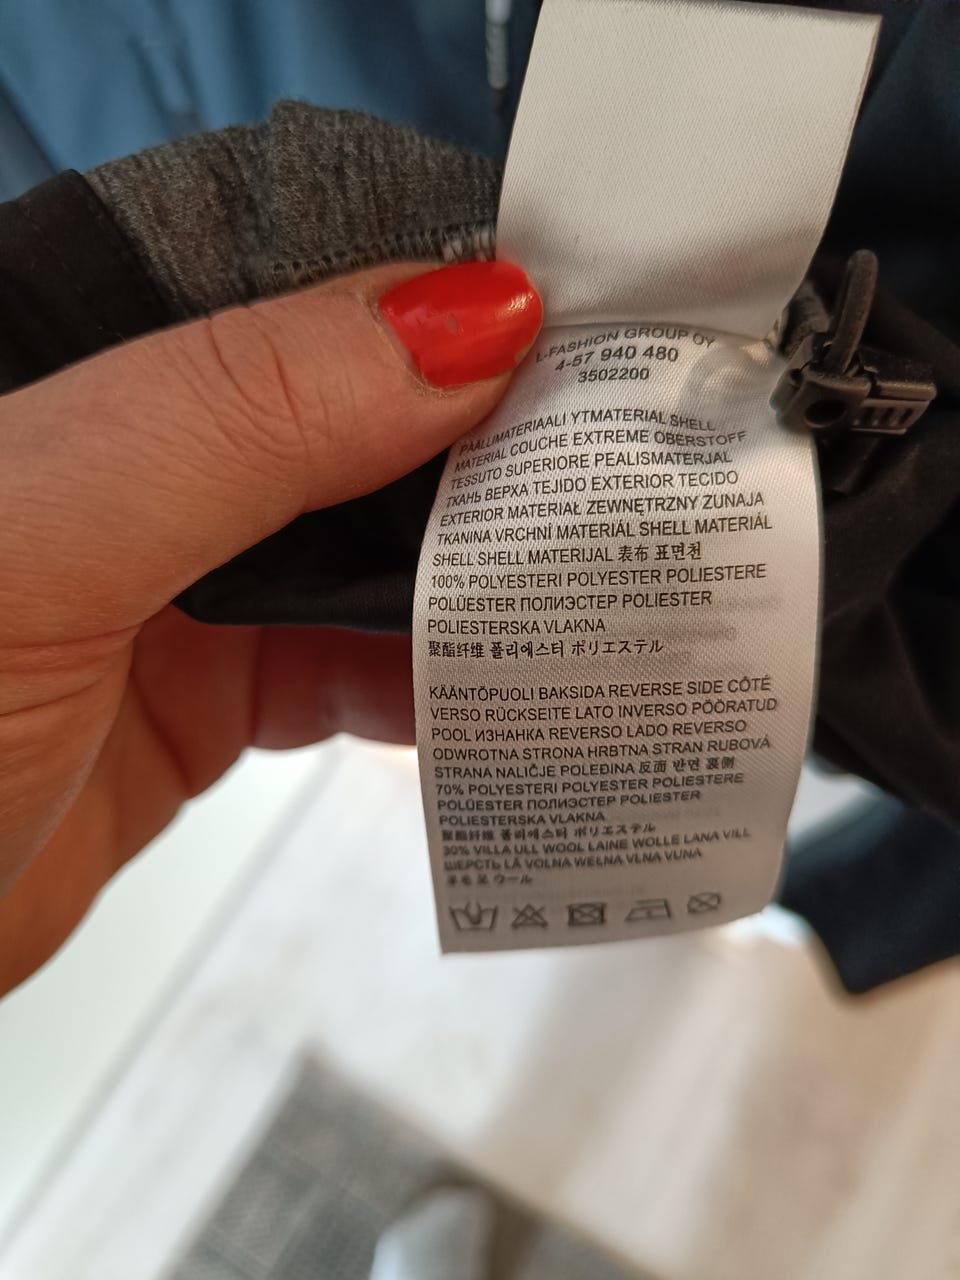 L-FASHION GROUP OY
4-57 940 480
3502200
PÄÄLLIMATERIAALI YTMATERIAL SHELL
MATERIAL COUCHE EXTREME OBERSTOFF
TESSUTO SUPERIORE PEALISMATERJAL
ТКАНЬ ВЕРХА TEJIDO EXTERIOR TECIDO
EXTERIOR MATERIAŁ ZEWNĘTRZNY ZUNAJA
TKANINA VRCHNÍ MATERIÁL SHELL MATERIÁL
SHELL SHELL MATERIJAL 表布 표면천
100% POLYESTERI POLYESTER POLIESTERE
POLÜESTER ПОЛИЭСТЕР POLIESTER
POLIESTERSKA VLAKNA
聚酯纤维 폴리에스터 ポリエステル
KÄÄNTÖPUOLI BAKSIDA REVERSE SIDE CÔTÉ
VERSO RÜCKSEITE LATO INVERSO PÖÖRATUD
POOL ИЗНАНКА REVERSO LADO REVERSO
ODWROTNA STRONA HRBTNA STRAN RUBOVÁ
STRANA NALIČJE POLEĐINA 反面 반면 裏側
70% POLYESTERI POLYESTER POLIESTERE
POLÜESTER ПОЛИЭСТЕР POLIESTER
POLIESTERSKA VLAKNA
聚酯纤维 폴리에스터 ポリエステル
30% VILLA ULL WOOL LAINE WOLLE LANA VILL
ШЕРСТЬ LÃ VOLNA WEŁNA VLNA VUNA
羊毛 모 ウール